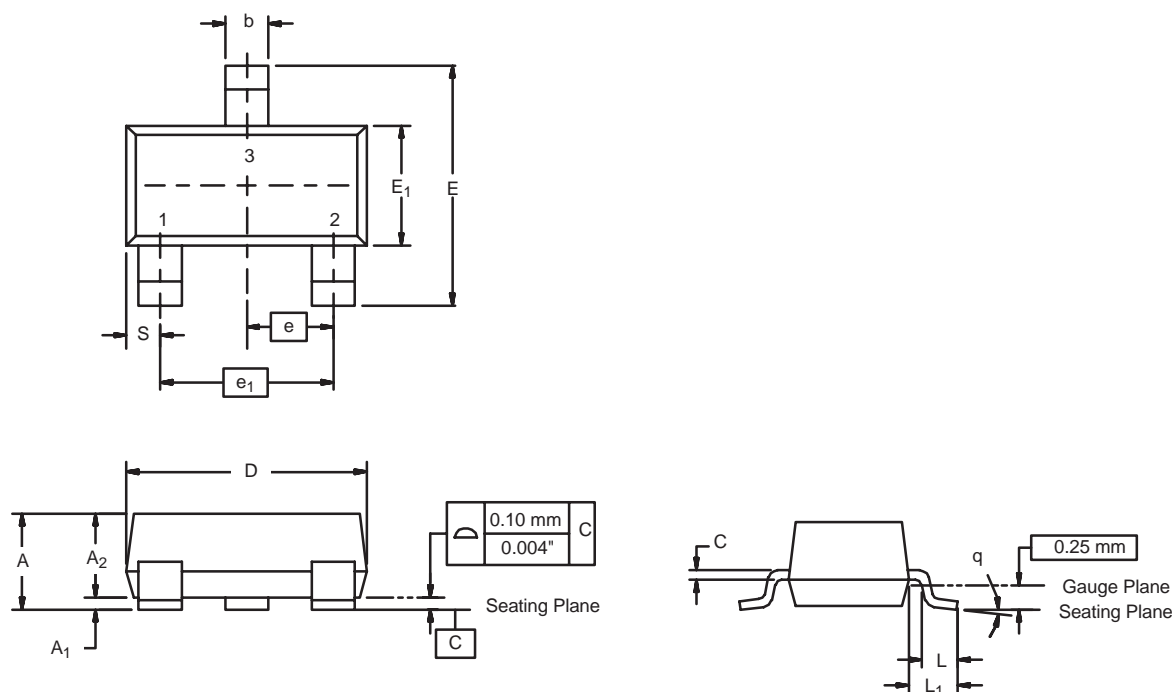 b
3
E₁
E
1
2
S
e
e₁
D
A
A₂
0.10 mm
C
0.004"
Seating Plane
A₁
C
C
q
0.25 mm
Gauge Plane
Seating Plane
L
L₁